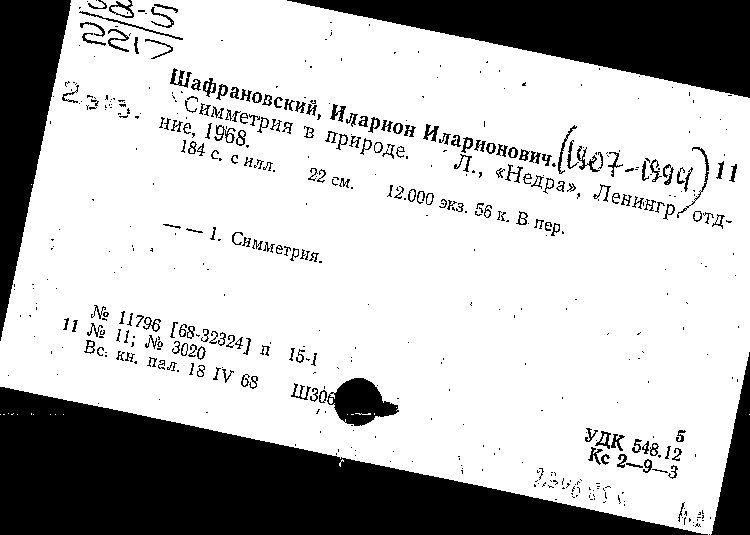 2 экз.
Шафрановский, Иларион Иларионович. (1907-1994) 11
Симметрия в природе. Л., «Недра», Ленингр. отд-
ние, 1968.
184 с. с илл. 22 см. 12.000 экз. 56 к. В пер.
— — 1. Симметрия.
№ 11796 [68-32324] п 15-1
11 № 11; № 3020
Вс. кн. пал. 18 IV 68 Ш306
5
УДК 548.12
Кс 2—9—3